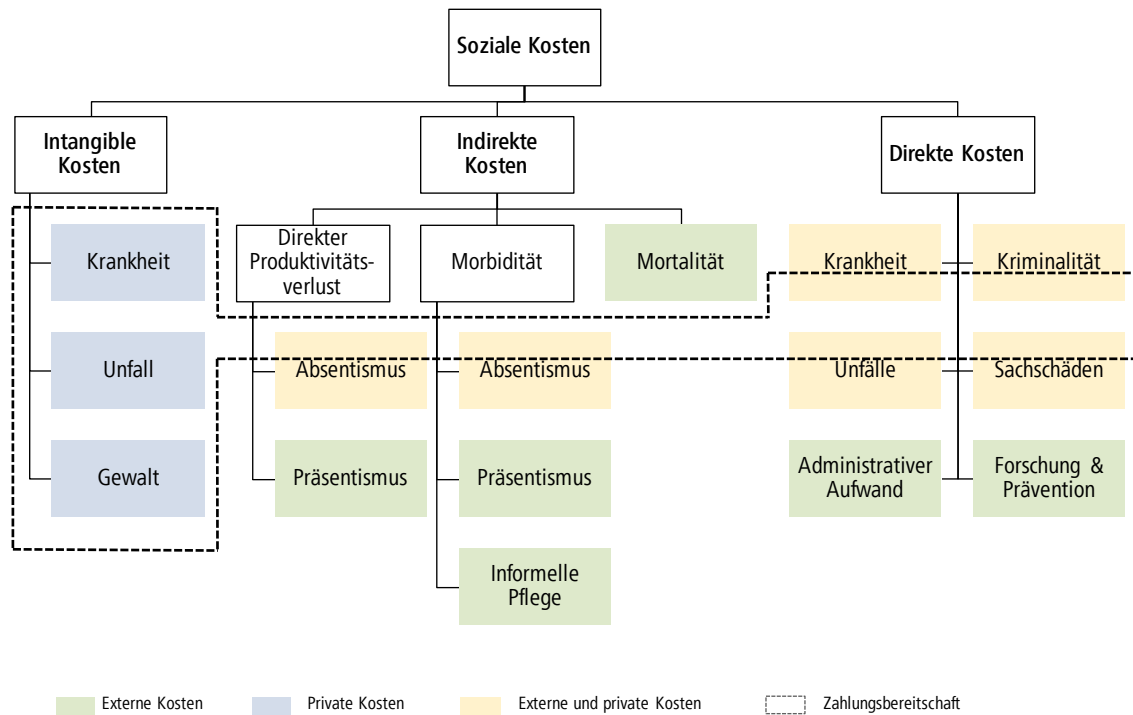 Soziale Kosten
Intangible
Kosten
Indirekte
Kosten
Direkte Kosten
Krankheit
Direkter
Produktivitäts-
verlust
Morbidität
Mortalität
Krankheit
Kriminalität
Unfall
Absentismus
Absentismus
Unfälle
Sachschäden
Gewalt
Präsentismus
Präsentismus
Administrativer
Aufwand
Forschung &
Prävention
Informelle
Pflege
Externe Kosten
Private Kosten
Externe und private Kosten
Zahlungsbereitschaft